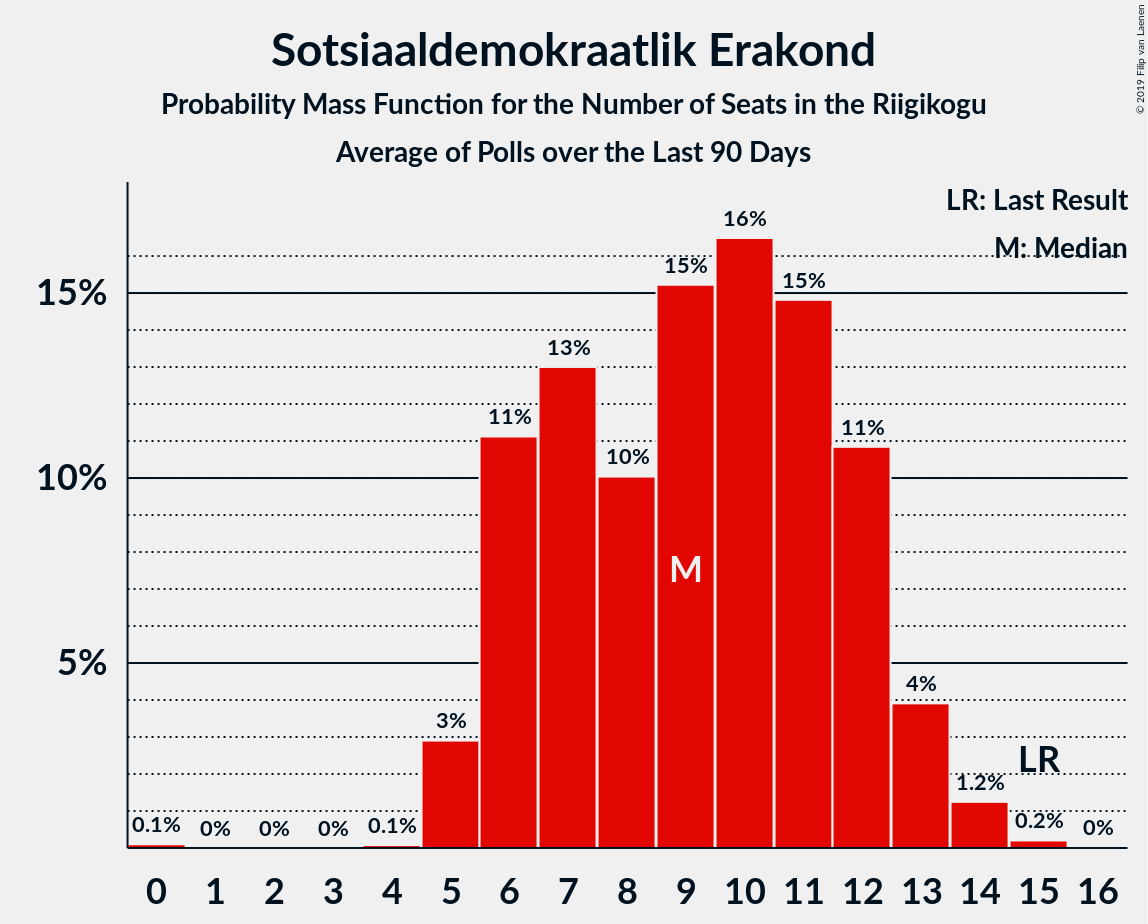 Sotsiaaldemokraatlik Erakond
Probability Mass Function for the Number of Seats in the Riigikogu
Average of Polls over the Last 90 Days
© 2019 Filip van Laenen
LR: Last Result
M: Median
15%
10%
5%
0.1%
0%
0%
0%
0.1%
3%
11%
13%
10%
15%
16%
15%
11%
4%
1.2%
0.2%
0%
M
LR
0 1 2 3 4 5 6 7 8 9 10 11 12 13 14 15 16